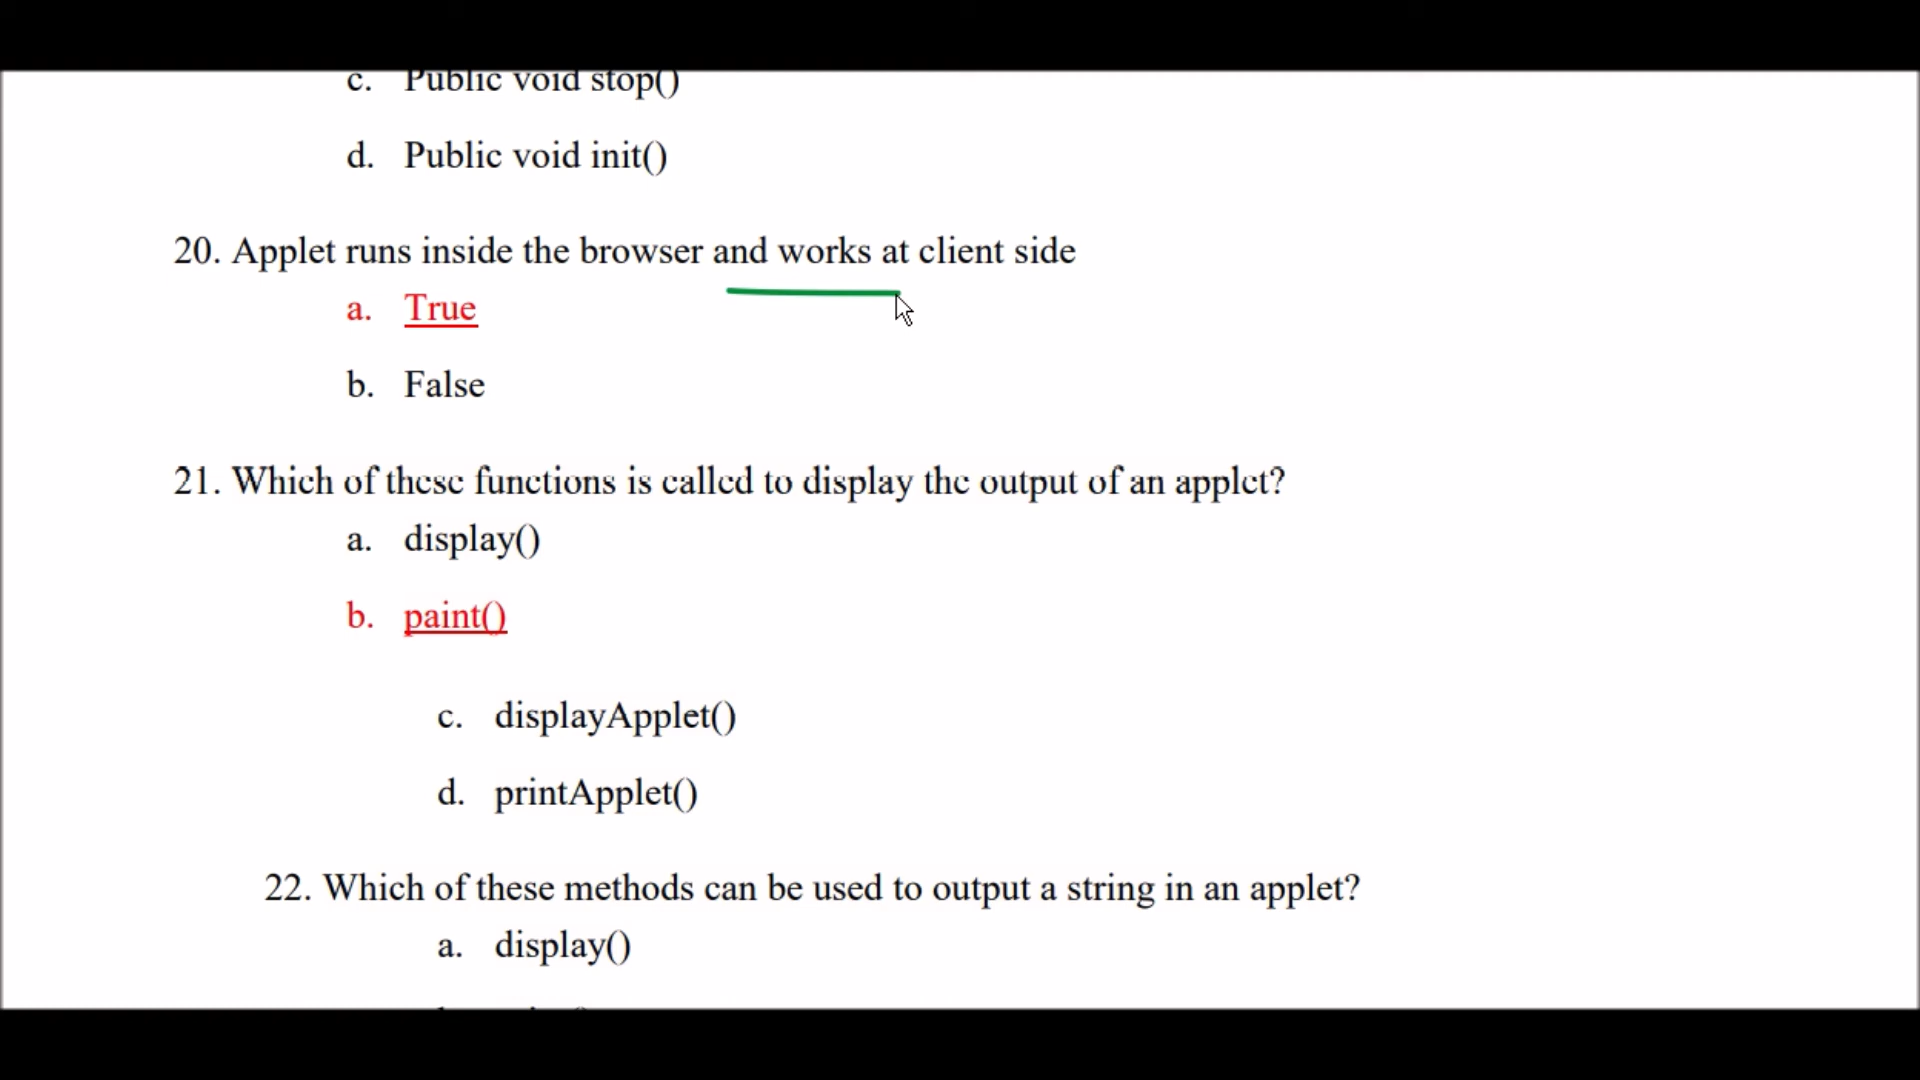 c. Public void stop()
d. Public void init()
20. Applet runs inside the browser and works at client side
a. True
b. False
21. Which of these functions is called to display the output of an applet?
a. display()
b. paint()
c. displayApplet()
d. printApplet()
22. Which of these methods can be used to output a string in an applet?
a. display()